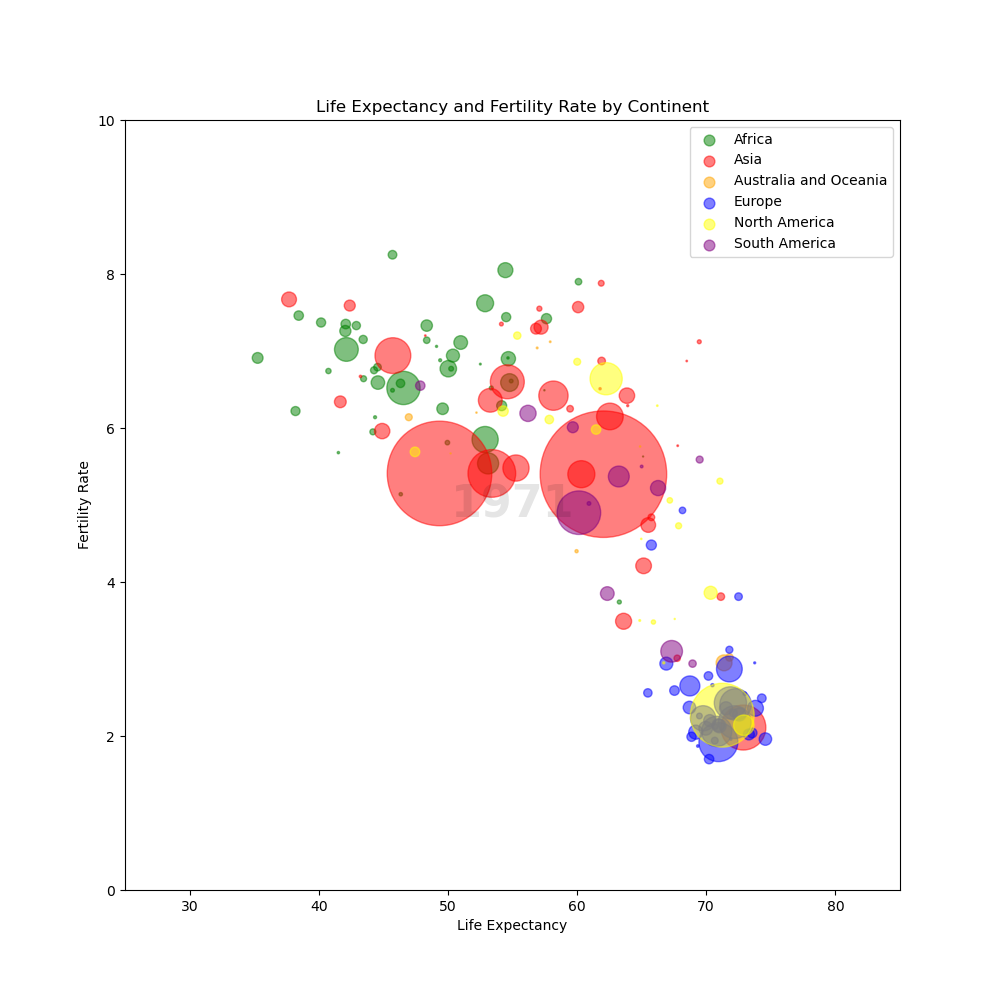 Life Expectancy and Fertility Rate by Continent
Africa
Asia
Australia and Oceania
Europe
North America
South America
Fertility Rate
10
8
6
4
2
0
1971
30 40 50 60 70 80
Life Expectancy